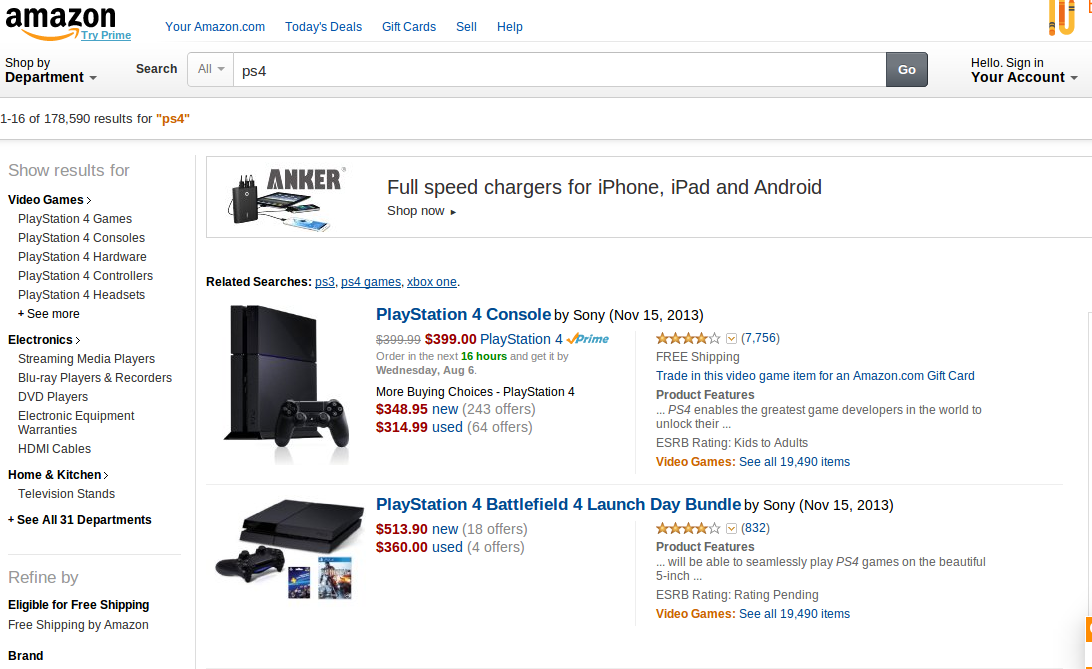 amazon
Try Prime
Your Amazon.com Today's Deals Gift Cards Sell Help
Shop by
Department
Search All ps4 Go
Hello. Sign in
Your Account
1-16 of 178,590 results for "ps4"
Show results for
Video Games
PlayStation 4 Games
PlayStation 4 Consoles
PlayStation 4 Hardware
PlayStation 4 Controllers
PlayStation 4 Headsets
+ See more
Electronics
Streaming Media Players
Blu-ray Players & Recorders
DVD Players
Electronic Equipment
Warranties
HDMI Cables
Home & Kitchen
Television Stands
+ See All 31 Departments
Refine by
Eligible for Free Shipping
Free Shipping by Amazon
Brand
ANKER®
Full speed chargers for iPhone, iPad and Android
Shop now ▸
Related Searches: ps3, ps4 games, xbox one.
PlayStation 4 Console by Sony (Nov 15, 2013)
$399.99 $399.00 PlayStation 4 Prime
Order in the next 16 hours and get it by
Wednesday, Aug 6.
More Buying Choices - PlayStation 4
$348.95 new (243 offers)
$314.99 used (64 offers)
(7,756)
FREE Shipping
Trade in this video game item for an Amazon.com Gift Card
Product Features
... PS4 enables the greatest game developers in the world to
unlock their ...
ESRB Rating: Kids to Adults
Video Games: See all 19,490 items
PlayStation 4 Battlefield 4 Launch Day Bundle by Sony (Nov 15, 2013)
$513.90 new (18 offers)
$360.00 used (4 offers)
(832)
Product Features
... will be able to seamlessly play PS4 games on the beautiful
5-inch ...
ESRB Rating: Rating Pending
Video Games: See all 19,490 items